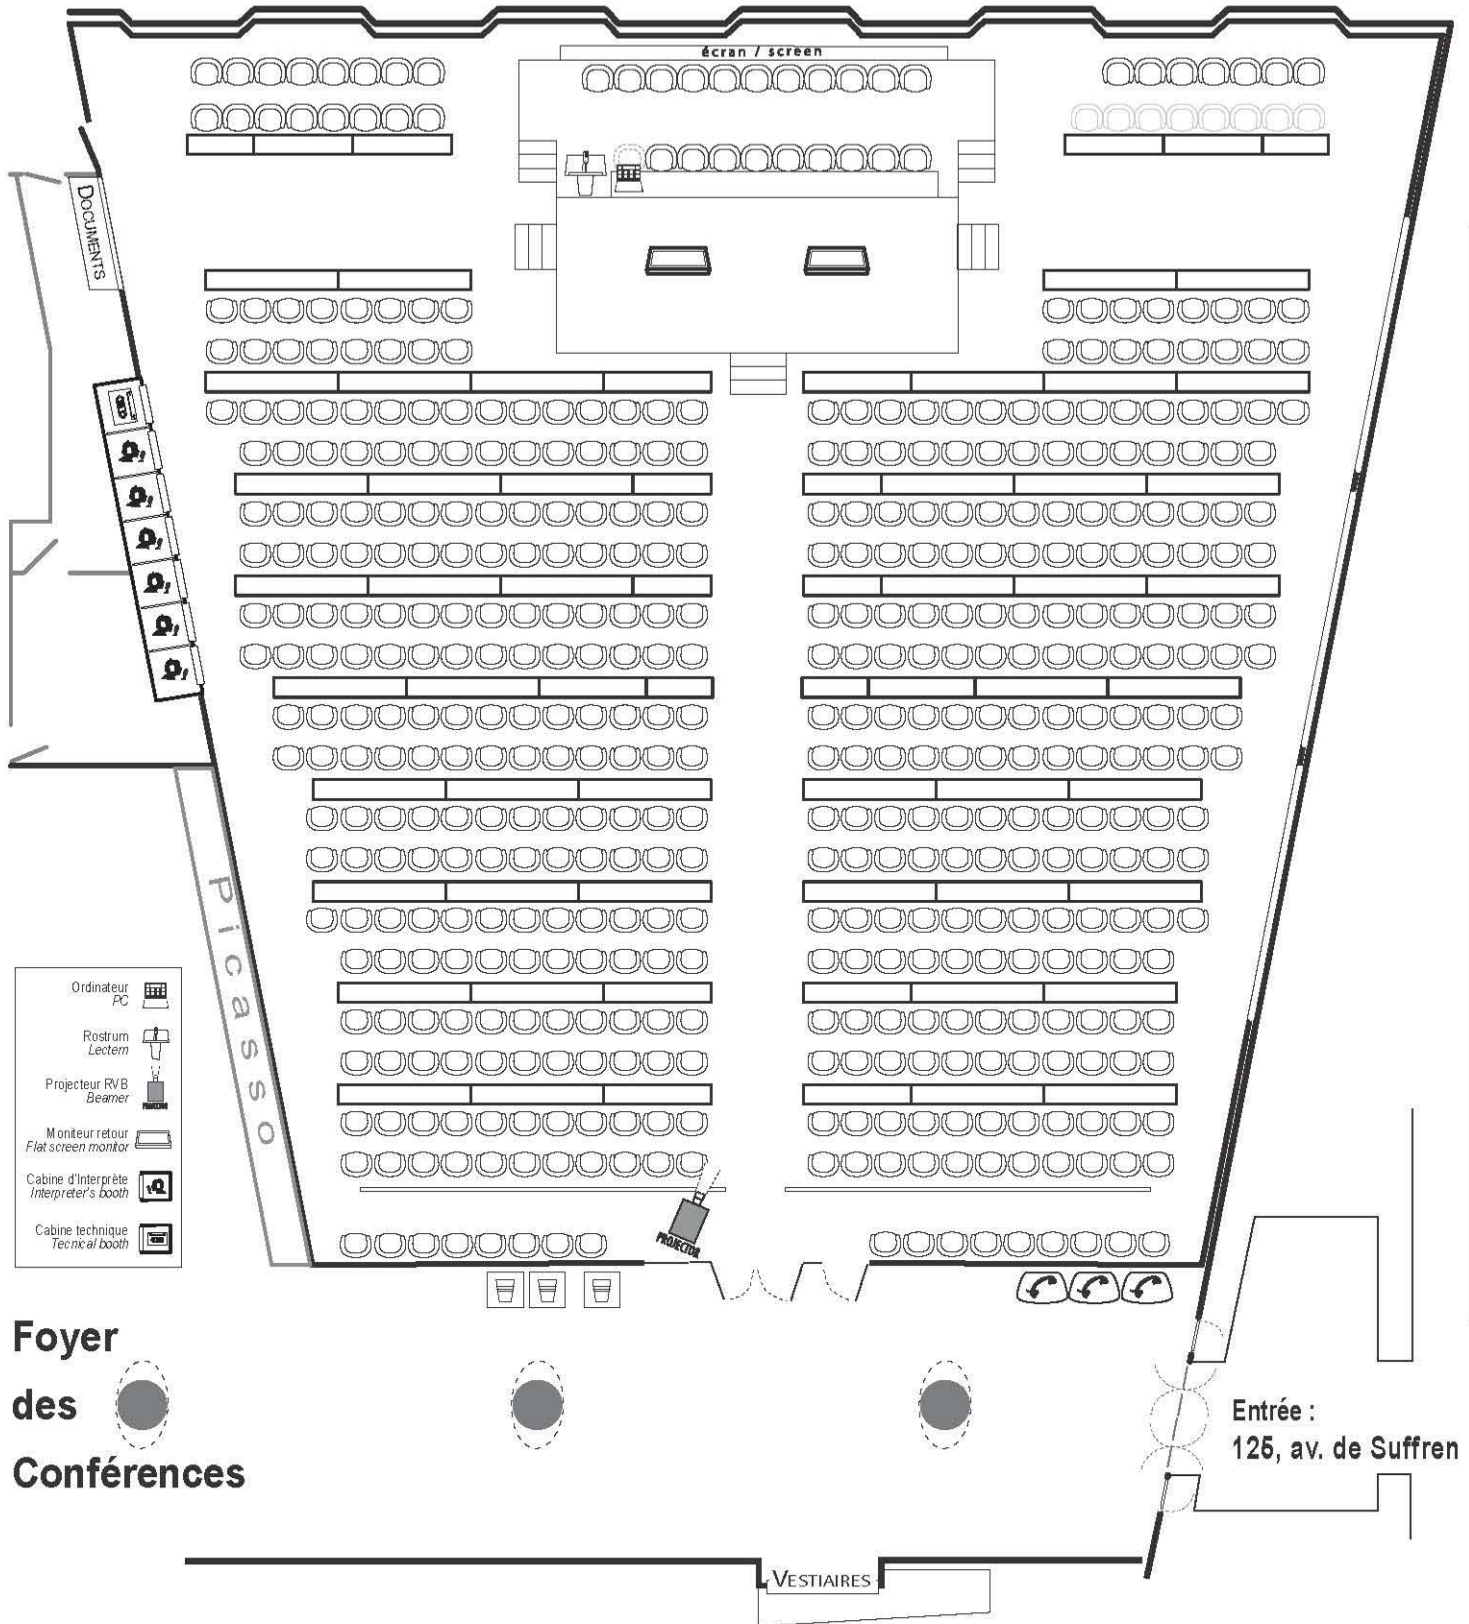 écran / screen
DOCUMENTS
Picasso
Ordinateur
PC
Rostrum
Lectern
Projecteur RVB
Beamer
PROJECTOR
Moniteur retour
Flat screen monitor
Cabine d'Interprète
Interpreter's booth
Cabine technique
Tecnical booth
PROJECTOR
Foyer
des
Conférences
Entrée :
125, av. de Suffren
VESTIAIRES